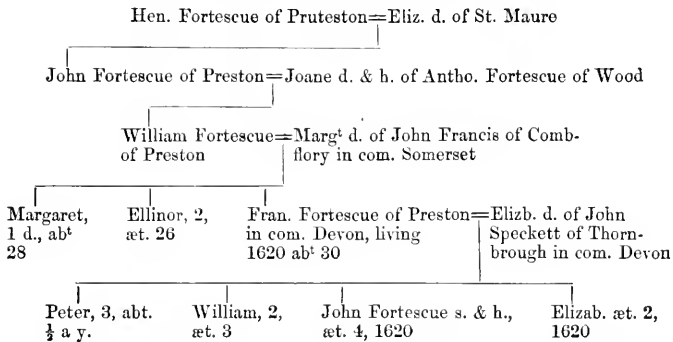 Hen. Fortescue of Pruteston=Eliz. d. of St. Maure
John Fortescue of Preston=Joane d. & h. of Antho. Fortescue of Wood
William Fortescue=Margᵗ d. of John Francis of Comb-
of Preston flory in com. Somerset
Margaret, Ellinor, 2, Fran. Fortescue of Preston=Elizb. d. of John
1 d., abᵗ æt. 26 in com. Devon, living Speckett of Thorn-
28 1620 abᵗ 30 brough in com. Devon
Peter, 3, abt. William, 2, John Fortescue s. & h., Elizab. æt. 2,
½ a y. æt. 3 æt. 4, 1620 1620